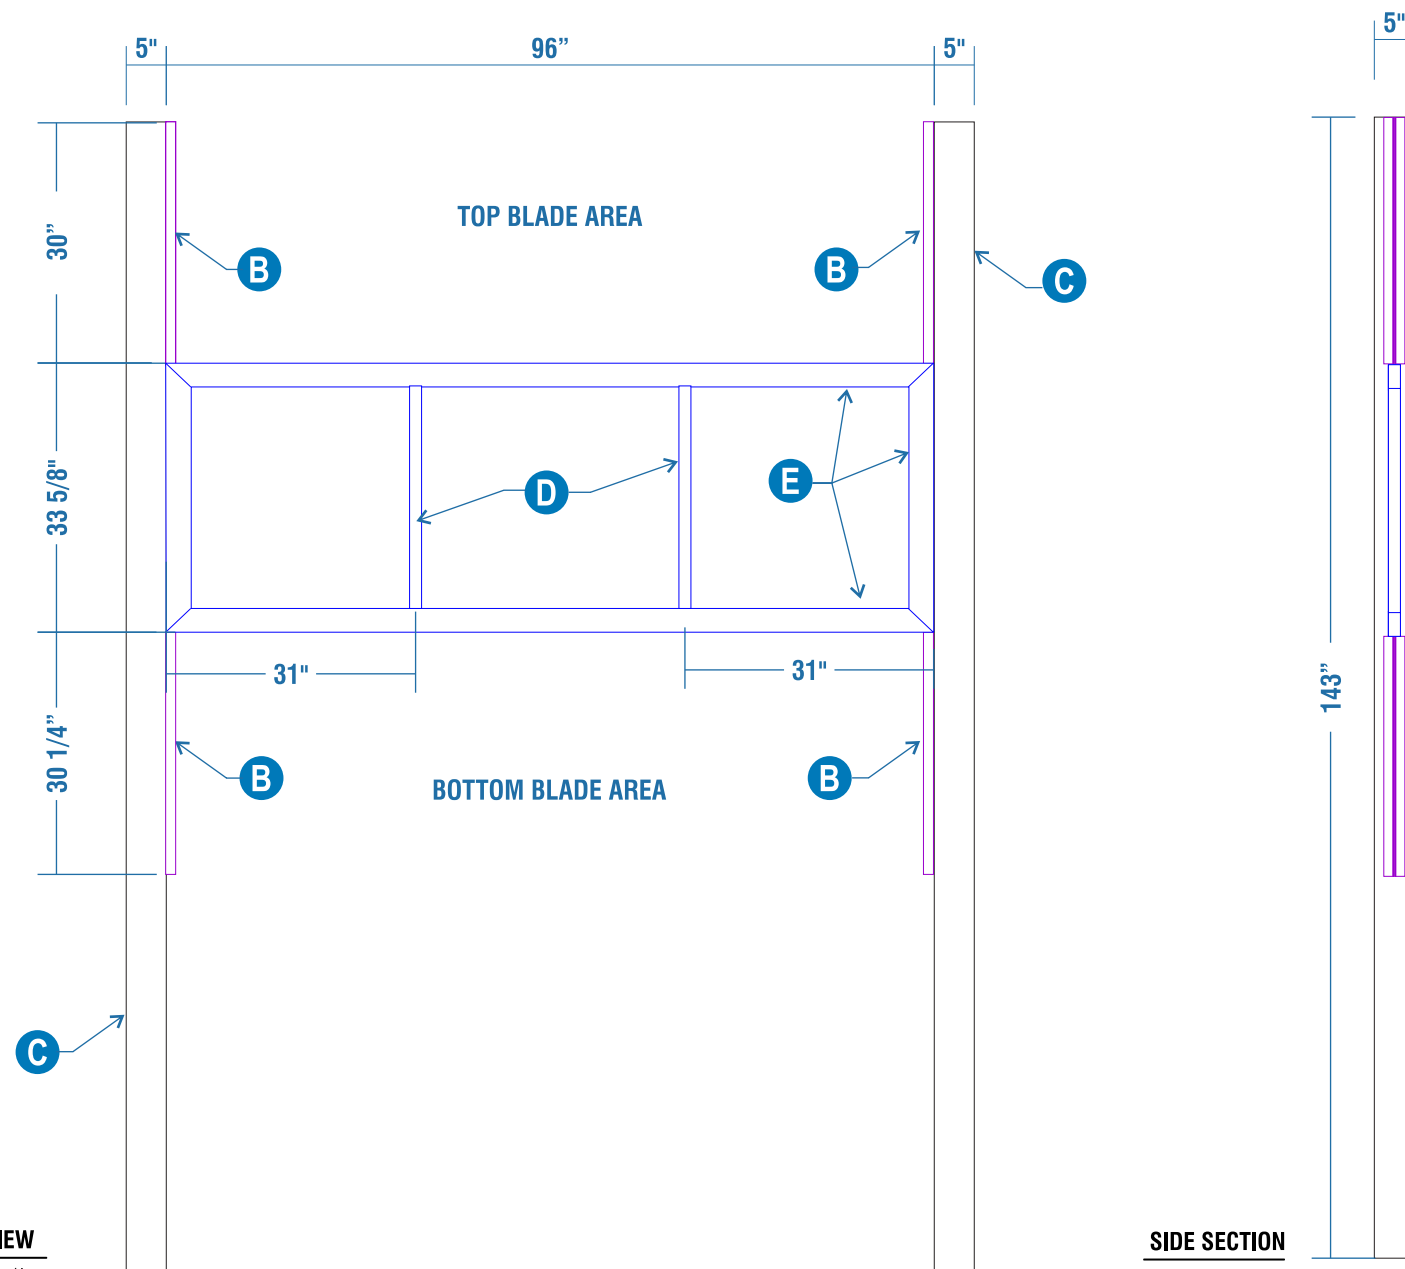 5" 96” 5" 5"
TOP BLADE AREA
30”
B B C
33 5/8"
D E
31" 31"
143”
30 1/4”
B B
BOTTOM BLADE AREA
C
SIDE SECTION